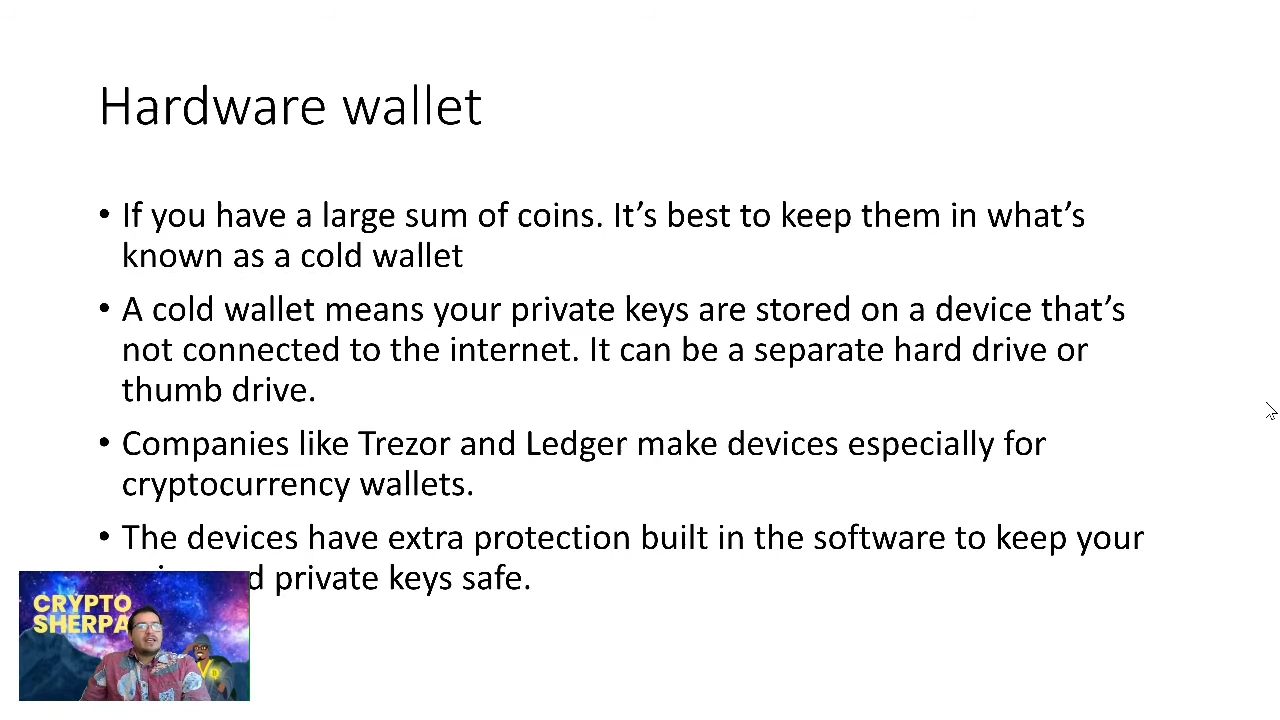 Hardware wallet
• If you have a large sum of coins. It’s best to keep them in what’s
known as a cold wallet
• A cold wallet means your private keys are stored on a device that’s
not connected to the internet. It can be a separate hard drive or
thumb drive.
• Companies like Trezor and Ledger make devices especially for
cryptocurrency wallets.
• The devices have extra protection built in the software to keep your
private keys safe.
CRYPTO
SHERPA